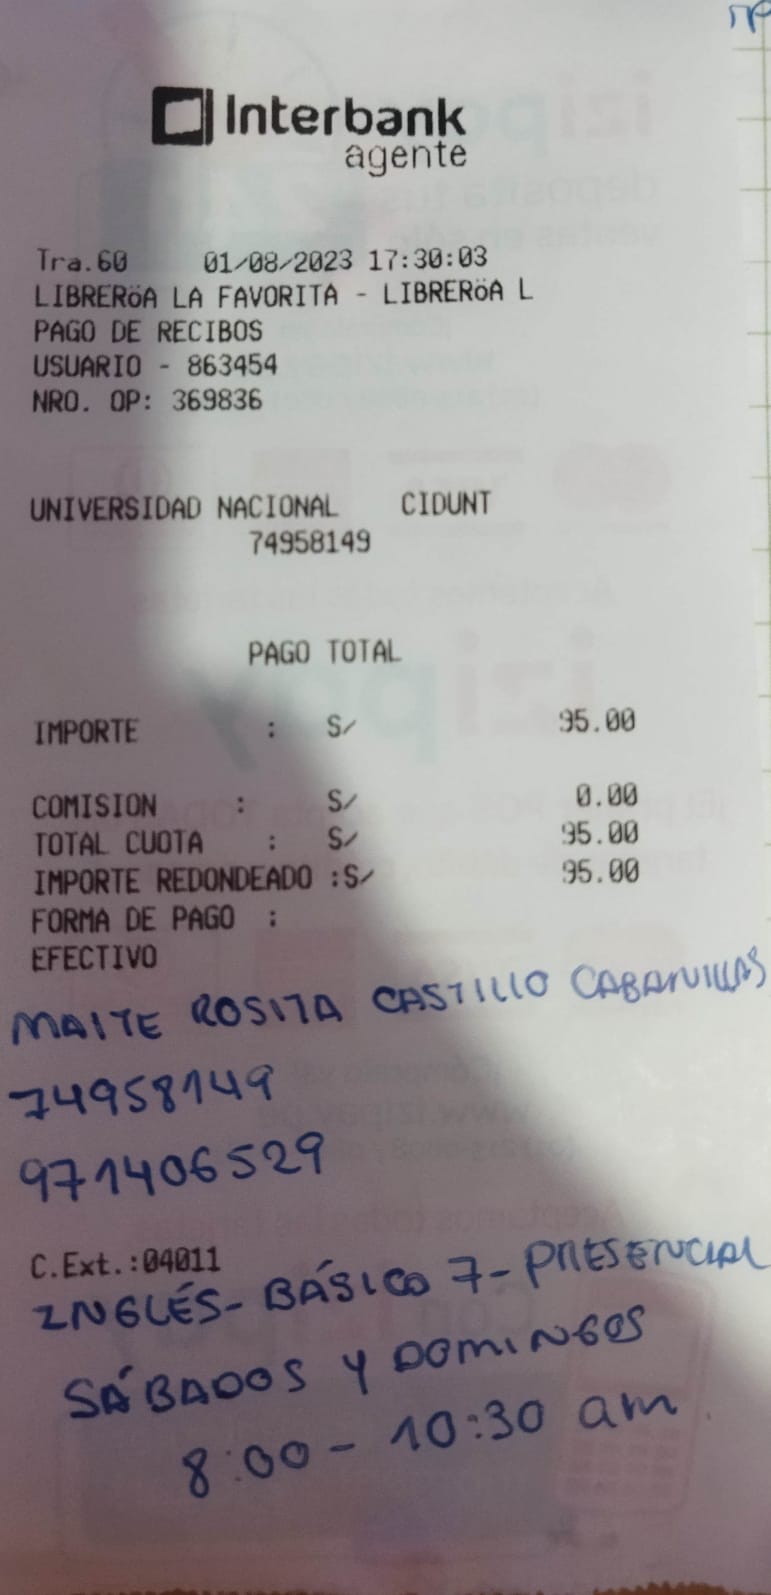 Interbank
agente
Tra.60 01/08/2023 17:30:03
LIBRERöA LA FAVORITA - LIBRERöA L
PAGO DE RECIBOS
USUARIO - 863454
NRO. OP: 369836
UNIVERSIDAD NACIONAL CIDUNT
74958149
PAGO TOTAL
IMPORTE : S/ 95.00
COMISION : S/ 0.00
TOTAL CUOTA : S/ 95.00
IMPORTE REDONDEADO :S/ 95.00
FORMA DE PAGO :
EFECTIVO
MAITE ROSITA CASTILLO CABANILLAS
74958149
971406529
C.Ext.:04011
INGLÉS- BÁSICO 7- PRESENCIAL
SÁBADOS Y DOMINGOS
8:00 - 10:30 am